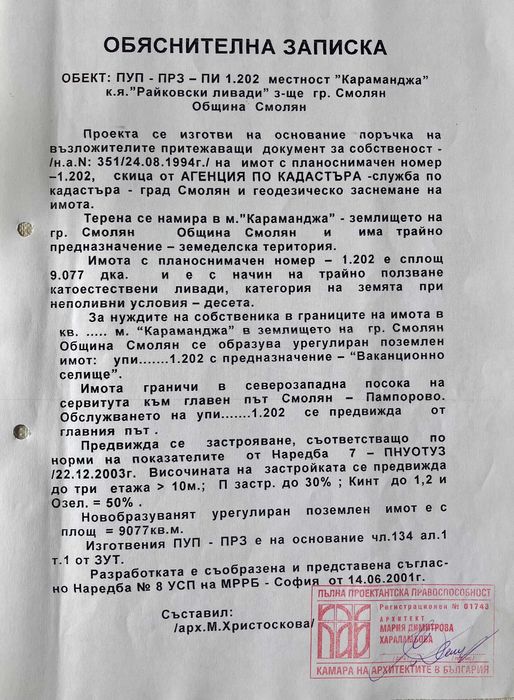 ОБЯСНИТЕЛНА ЗАПИСКА
ОБЕКТ: ПУП - ПРЗ – ПИ 1.202 местност "Караманджа"
к.я."Райковски ливади" з-ще гр. Смолян
Община Смолян
Проекта се изготви на основание поръчка на
възложителите притежаващи документ за собственост -
/н.а.N: 351/24.08.1994г./ на имот с планоснимачен номер
–1.202, скица от АГЕНЦИЯ ПО КАДАСТЪРА -служба по
кадастъра - град Смолян и геодезическо заснемане на
имота.
Терена се намира в м."Караманджа" - землището на
гр. Смолян Община Смолян и има трайно
предназначение – земеделска територия.
Имота с планоснимачен номер – 1.202 е сплощ
9.077 дка. и е с начин на трайно ползване
катоестествени ливади, категория на земята при
неполивни условия – десета.
За нуждите на собственика в границите на имота в
кв. ..... м. "Караманджа" в землището на гр. Смолян
Община Смолян се образува урегулиран поземлен
имот: упи.......1.202 с предназначение – "Ваканционно
селище".
Имота граничи в северозападна посока на
сервитута към главен път Смолян – Пампорово.
Обслужването на упи.......1.202 се предвижда от
главния път .
Предвижда се застрояване, съответстващо по
норми на показателите от Наредба 7 – ПНУОТУЗ
/22.12.2003г. Височината на застройката се предвижда
до три етажа > 10м.; П застр. до 30% ; Кинт до 1,2 и
Озел. = 50% .
Новобразуванят урегулиран поземлен имот е с
площ = 9077кв.м.
Изготвения ПУП - ПРЗ е на основание чл.134 ал.1
т.1 от ЗУТ.
Разработката е съобразена и представена съглас-
но Наредба № 8 УСП на МРРБ - София от 14.06.2001г.
Съставил:
/арх.М.Христоскова/
ПЪЛНА ПРОЕКТАНТСКА ПРАВОСПОСОБНОСТ
Регистрационен № 01743
АРХИТЕКТ
МАРИЯ ДИМИТРОВА
ХАРАЛАМБОВА
КАМАРА НА АРХИТЕКТИТЕ В БЪЛГАРИЯ